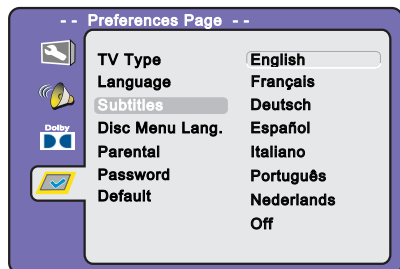 -- Preferences Page --
TV Type
Language
Subtitles
Disc Menu Lang.
Parental
Password
Default
English
Français
Deutsch
Español
Italiano
Português
Nederlands
Off
Dolby